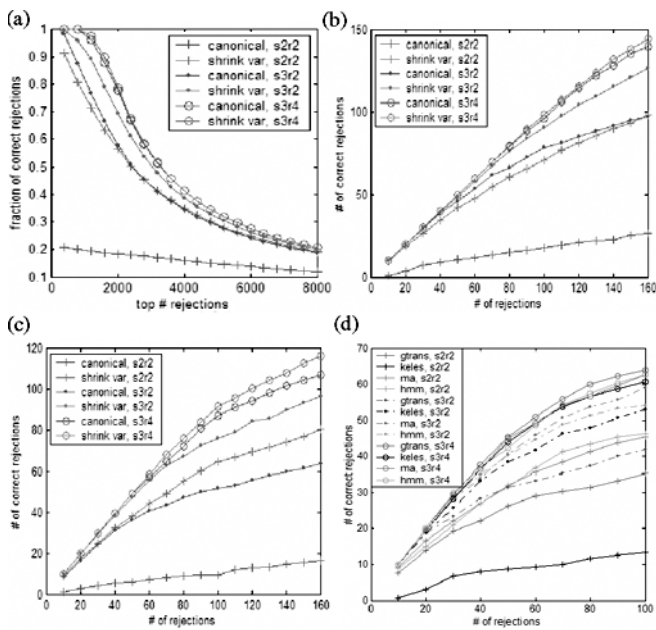 (a)
1
0.9
0.8
0.7
0.6
0.5
0.4
0.3
0.2
0.1
fraction of correct rejections
canonical, s2r2
shrink var, s2r2
canonical, s3r2
shrink var, s3r2
canonical, s3r4
shrink var, s3r4
0 2000 4000 6000 8000
top # rejections
(b)
150
100
50
0
# of correct rejections
canonical, s2r2
shrink var, s2r2
canonical, s3r2
shrink var, s3r2
canonical, s3r4
shrink var, s3r4
0 20 40 60 80 100 120 140 160
# of rejections
(c)
120
100
80
60
40
20
0
# of correct rejections
canonical, s2r2
shrink var, s2r2
canonical, s3r2
shrink var, s3r2
canonical, s3r4
shrink var, s3r4
0 20 40 60 80 100 120 140 160
# of rejections
(d)
70
60
50
40
30
20
10
0
# of correct rejections
gtrans, s2r2
keles, s2r2
ma, s2r2
hmm, s2r2
gtrans, s3r2
keles, s3r2
ma, s3r2
hmm, s3r2
gtrans, s3r4
keles, s3r4
ma, s3r4
hmm, s3r4
0 20 40 60 80 100
# of rejections